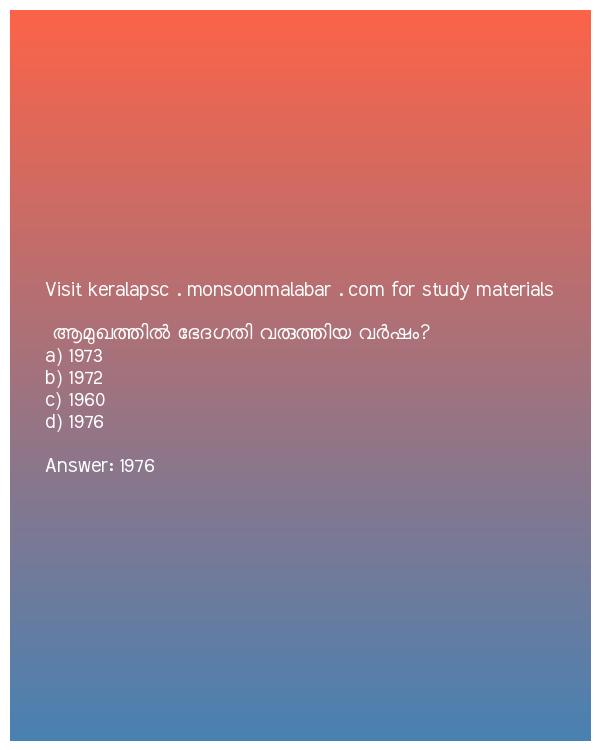 Visit keralapsc . monsoonmalabar . com for study materials
ആമുഖത്തിൽ ഭേദഗതി വരുത്തിയ വർഷം?
a) 1973
b) 1972
c) 1960
d) 1976
Answer: 1976